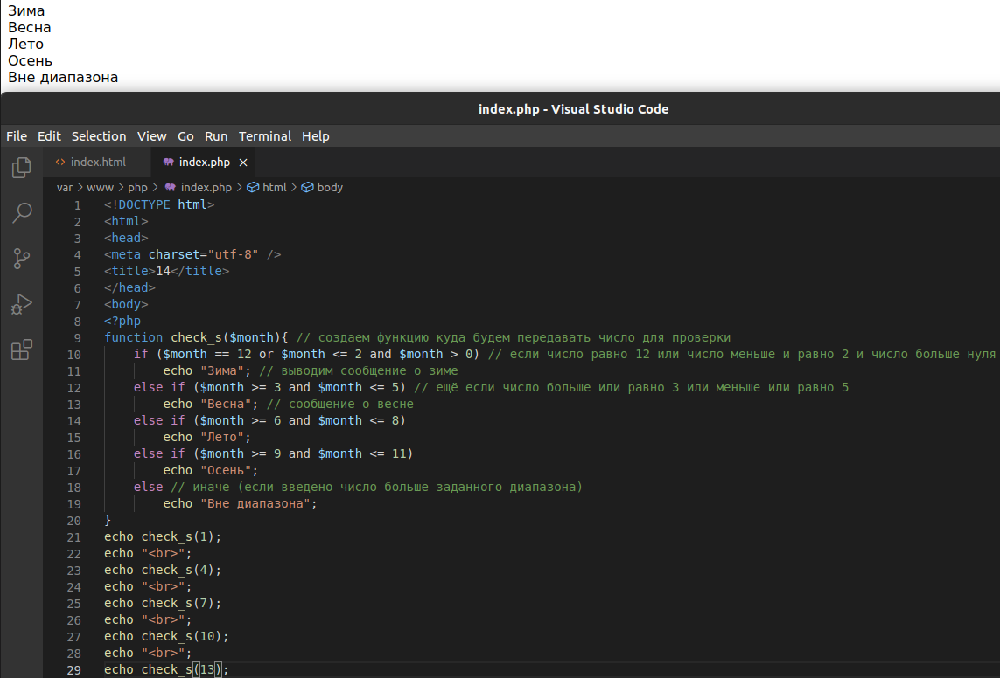 Зима
Весна
Лето
Осень
Вне диапазона
index.php - Visual Studio Code
File Edit Selection View Go Run Terminal Help
<> index.html index.php ×
var > www > php > index.php > html > body
1 <!DOCTYPE html>
2 <html>
3 <head>
4 <meta charset="utf-8" />
5 <title>14</title>
6 </head>
7 <body>
8 <?php
9 function check_s($month){ // создаем функцию куда будем передавать число для проверки
10 if ($month == 12 or $month <= 2 and $month > 0) // если число равно 12 или число меньше и равно 2 и число больше нуля
11 echo "Зима"; // выводим сообщение о зиме
12 else if ($month >= 3 and $month <= 5) // ещё если число больше или равно 3 или меньше или равно 5
13 echo "Весна"; // сообщение о весне
14 else if ($month >= 6 and $month <= 8)
15 echo "Лето";
16 else if ($month >= 9 and $month <= 11)
17 echo "Осень";
18 else // иначе (если введено число больше заданного диапазона)
19 echo "Вне диапазона";
20 }
21 echo check_s(1);
22 echo "<br>";
23 echo check_s(4);
24 echo "<br>";
25 echo check_s(7);
26 echo "<br>";
27 echo check_s(10);
28 echo "<br>";
29 echo check_s(13);